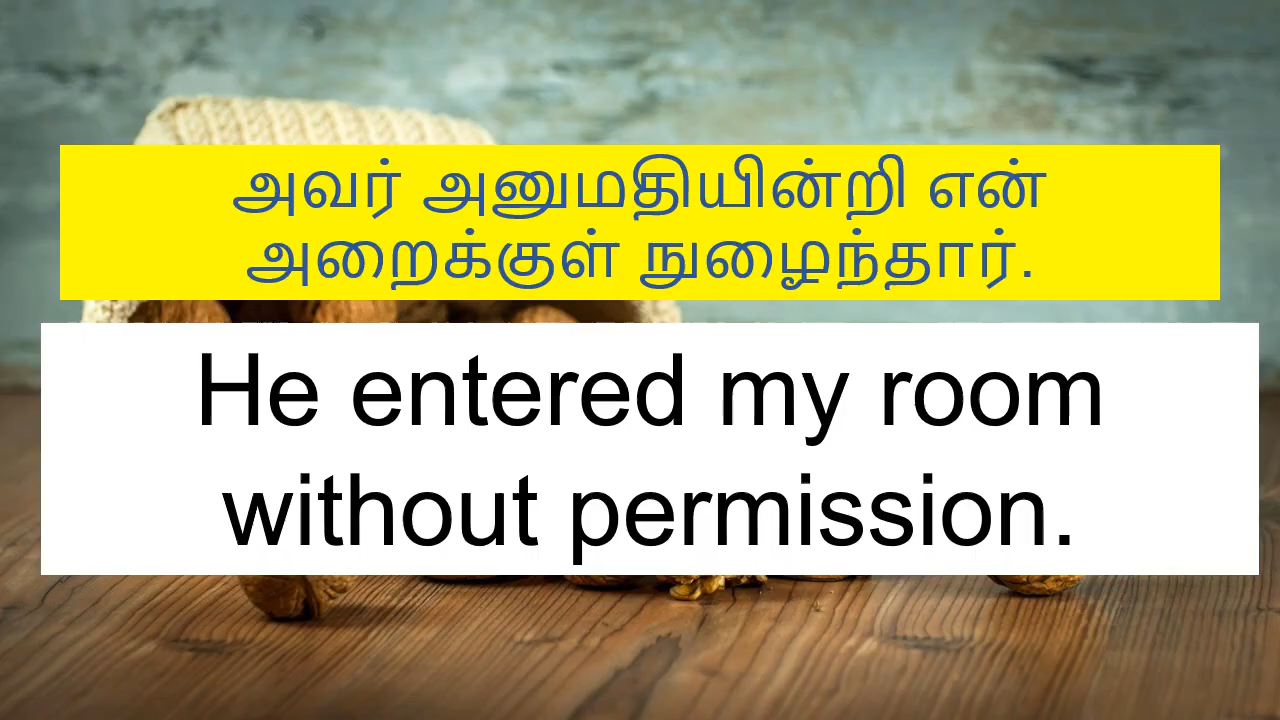 அவர் அனுமதியின்றி என்
அறைக்குள் நுழைந்தார்.
He entered my room
without permission.